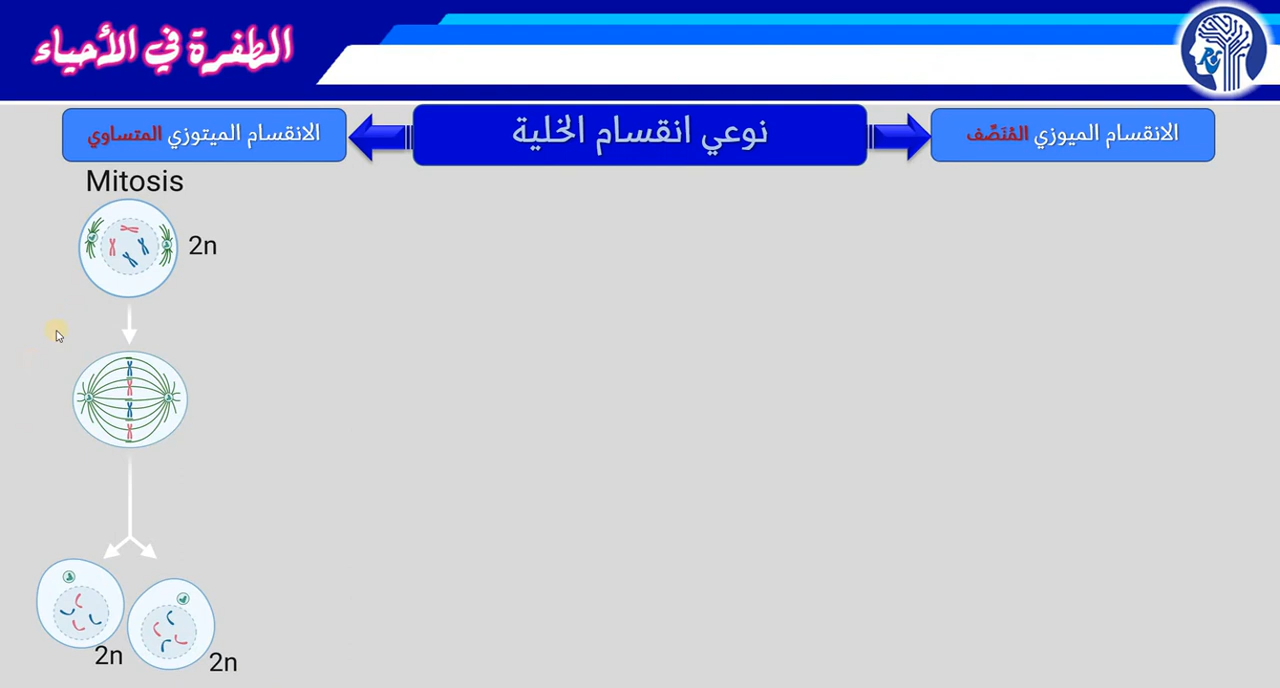 الطفرة في الأحياء
الانقسام الميوزي المُنَصِّف
نوعي انقسام الخلية
الانقسام الميتوزي المتساوي
Mitosis
2n
2n
2n